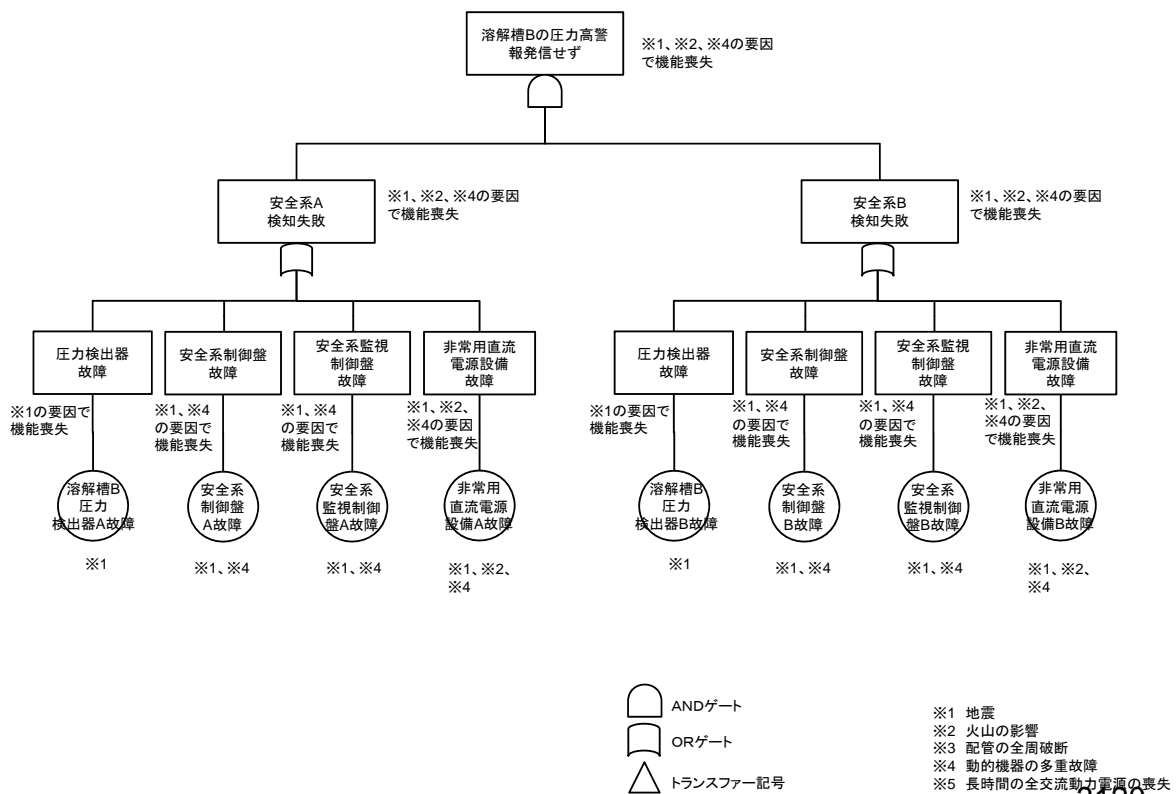 溶解槽Bの圧力高警
報発信せず
※1、※2、※4の要因
で機能喪失
安全系A
検知失敗
※1、※2、※4の要因
で機能喪失
安全系B
検知失敗
※1、※2、※4の要因
で機能喪失
圧力検出器
故障
安全系制御盤
故障
安全系監視
制御盤
故障
非常用直流
電源設備
故障
圧力検出器
故障
安全系制御盤
故障
安全系監視
制御盤
故障
非常用直流
電源設備
故障
※1の要因で
機能喪失
※1、※4
の要因で
機能喪失
※1、※4
の要因で
機能喪失
※1、※2、
※4の要因
で機能喪失
※1の要因で
機能喪失
※1、※4
の要因で
機能喪失
※1、※4
の要因で
機能喪失
※1、※2、
※4の要因
で機能喪失
溶解槽B
圧力
検出器A故障
安全系
制御盤
A故障
安全系
監視制御
盤A故障
非常用
直流電源
設備A故障
溶解槽B
圧力
検出器B故障
安全系
制御盤
B故障
安全系
監視制御
盤B故障
非常用
直流電源
設備B故障
※1
※1、※4
※1、※4
※1、※2、
※4
※1
※1、※4
※1、※4
※1、※2、
※4
ANDゲート
ORゲート
トランスファー記号
※1 地震
※2 火山の影響
※3 配管の全周破断
※4 動的機器の多重故障
※5 長時間の全交流動力電源の喪失